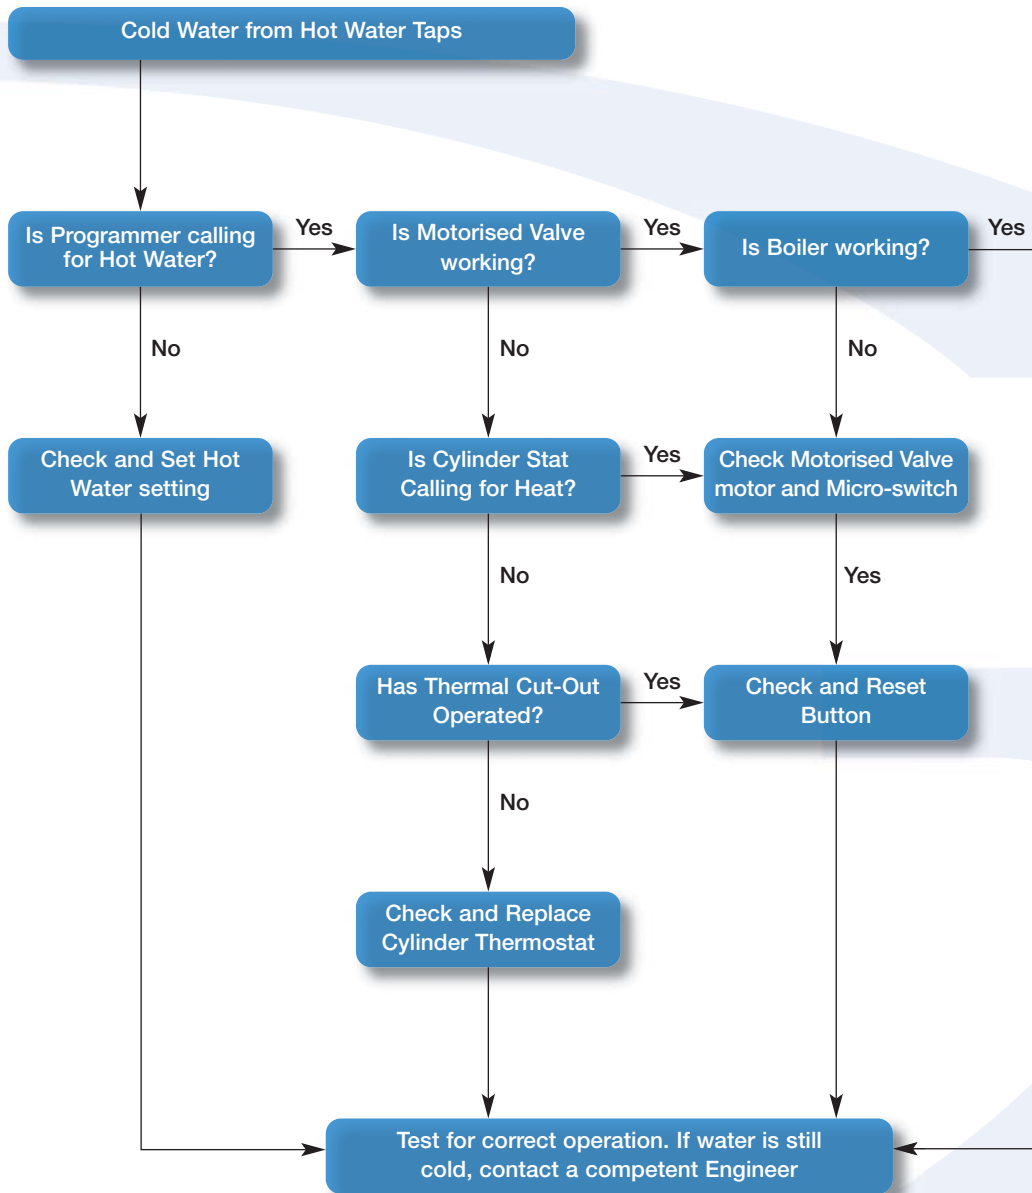 Cold Water from Hot Water Taps
Is Programmer calling
for Hot Water?
Yes
Is Motorised Valve
working?
Yes
Is Boiler working?
Yes
No
No
No
Check and Set Hot
Water setting
Is Cylinder Stat
Calling for Heat?
Yes
Check Motorised Valve
motor and Micro-switch
No
Yes
Has Thermal Cut-Out
Operated?
Yes
Check and Reset
Button
No
Check and Replace
Cylinder Thermostat
Test for correct operation. If water is still
cold, contact a competent Engineer